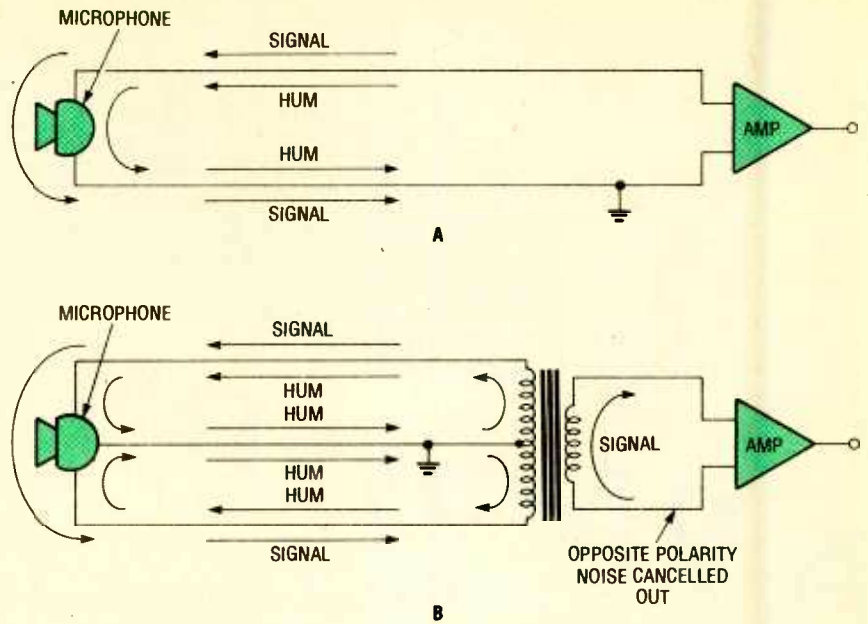 MICROPHONE
SIGNAL
HUM
AMP
HUM
SIGNAL
A
MICROPHONE
SIGNAL
HUM
HUM
SIGNAL
AMP
HUM
HUM
SIGNAL
OPPOSITE POLARITY
NOISE CANCELLED
OUT
B